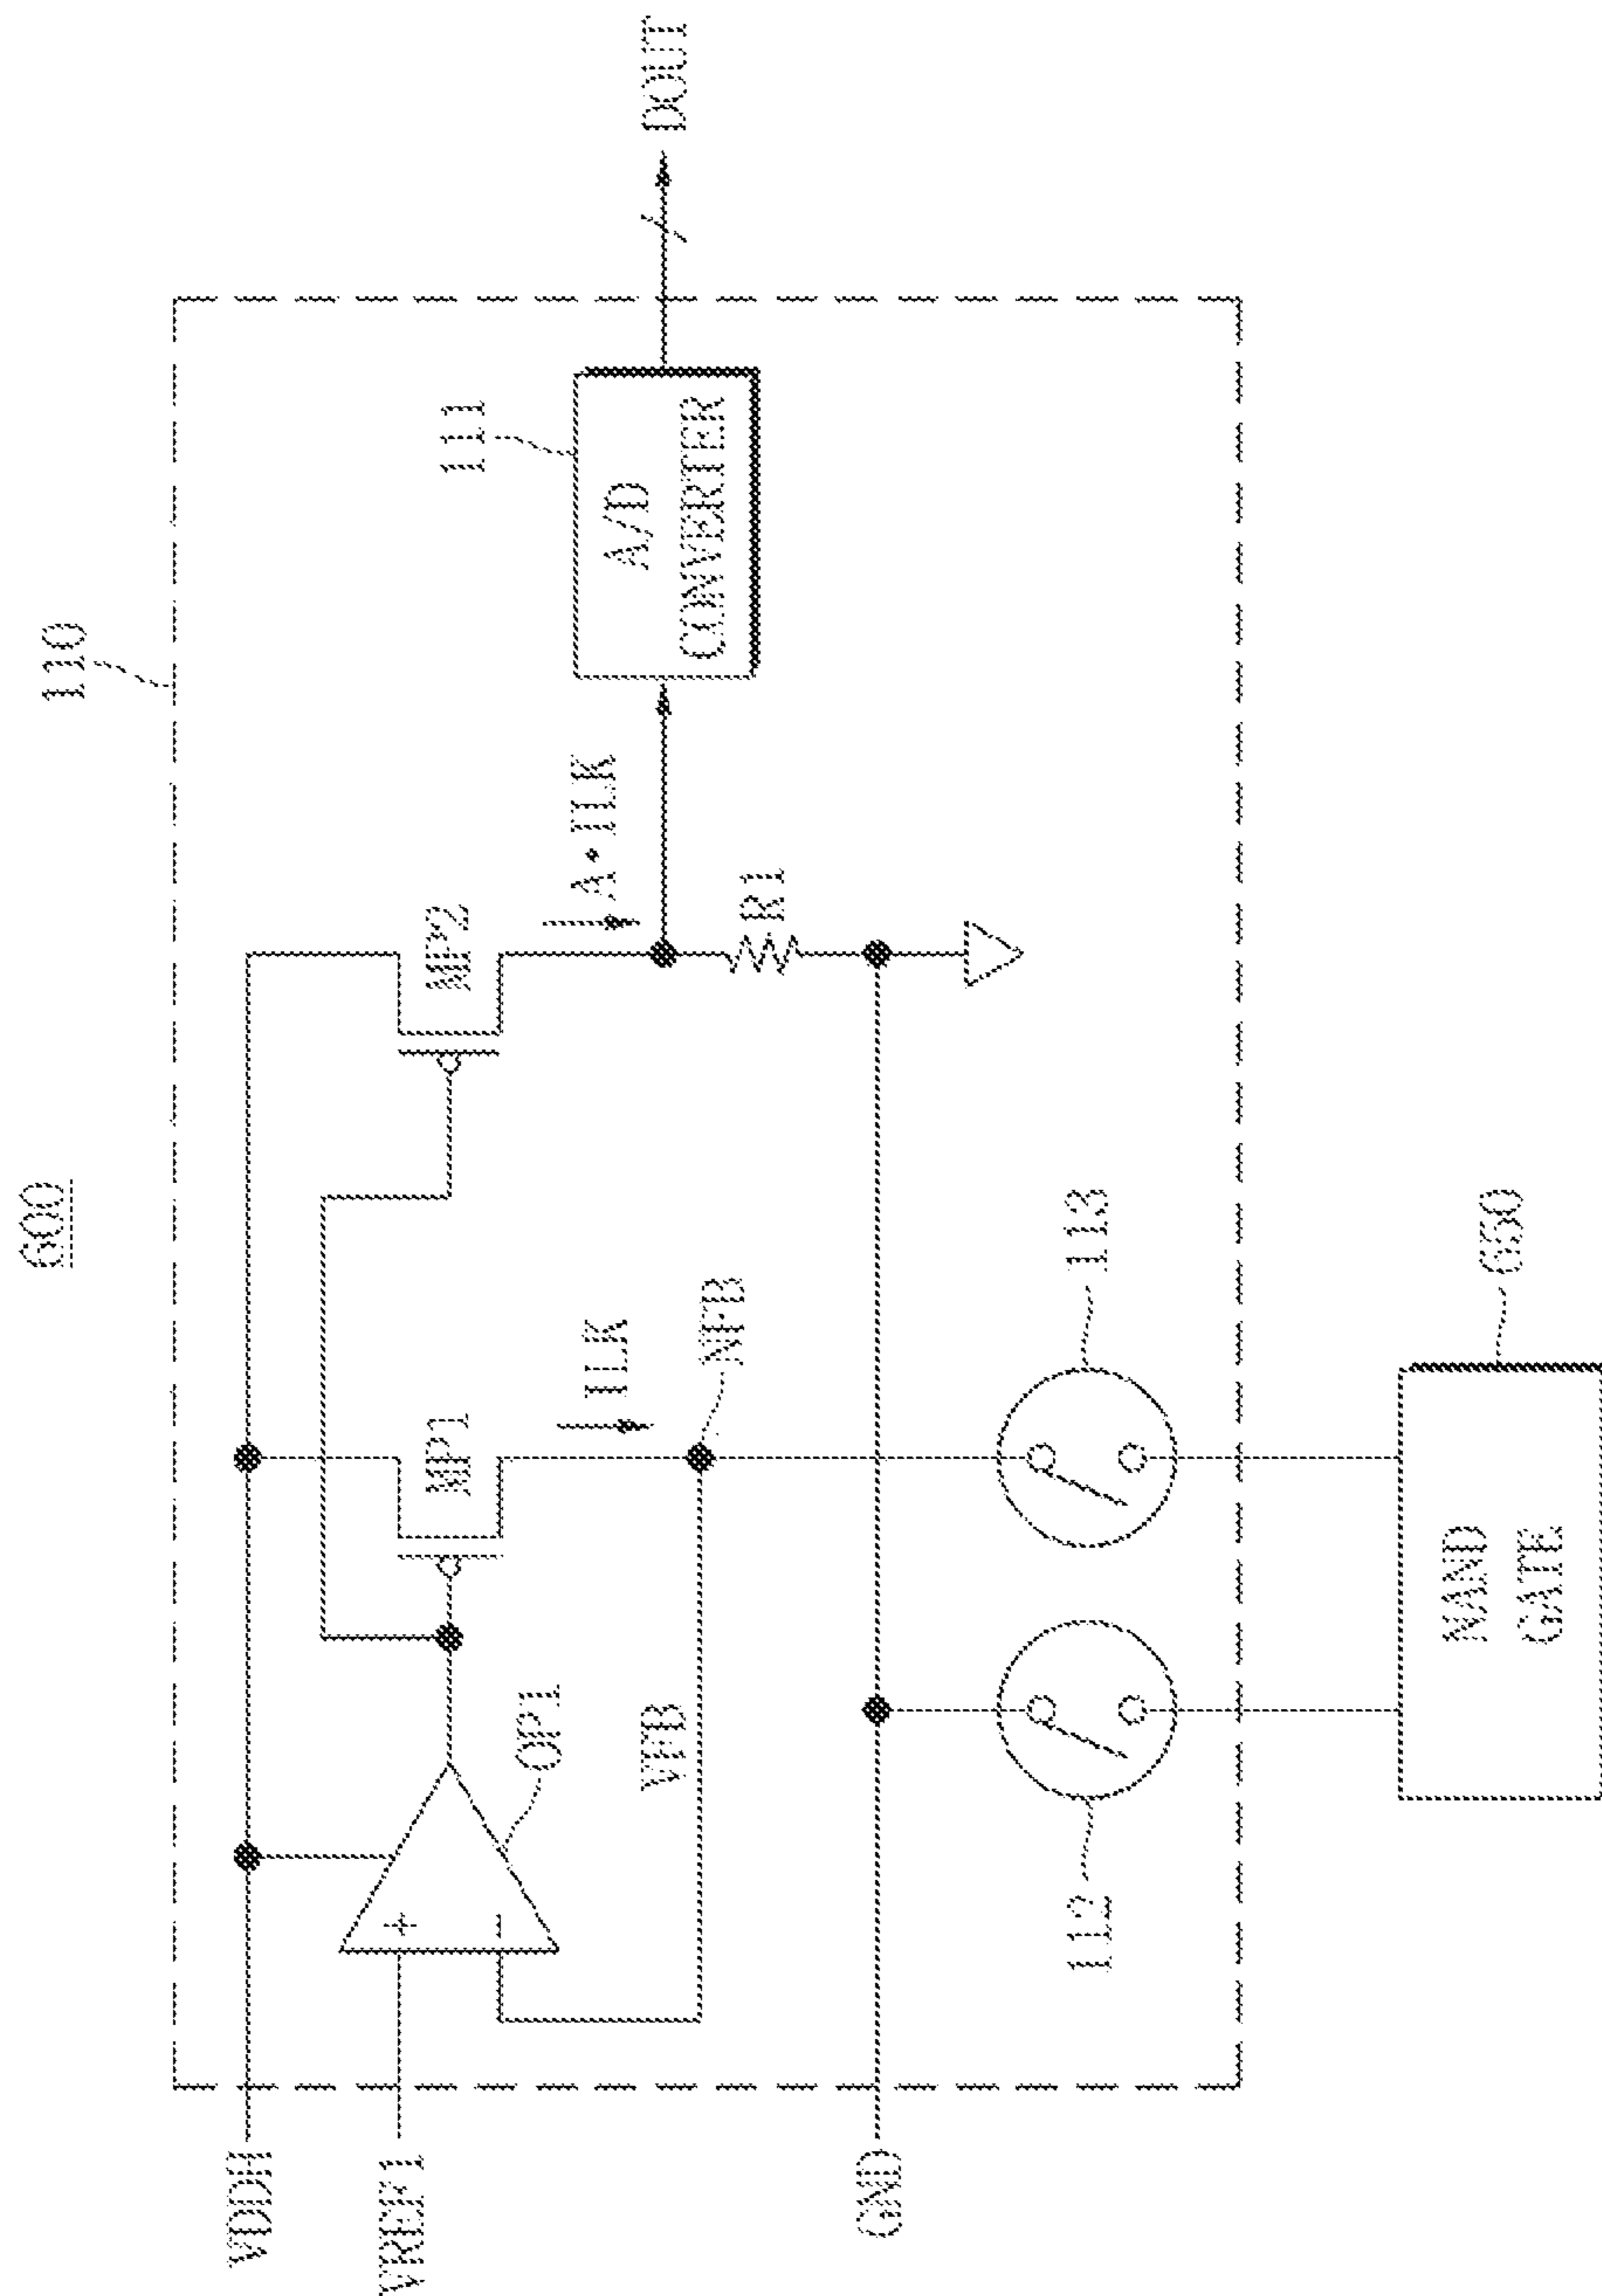 600
110
VDDH
VREF1
GND
+
-
OP1
MP1
MP2
ILK
A•ILK
NFB
VFB
R1
111
A/D
CONVERTER
DOUT
112
113
NAND
GATE
650